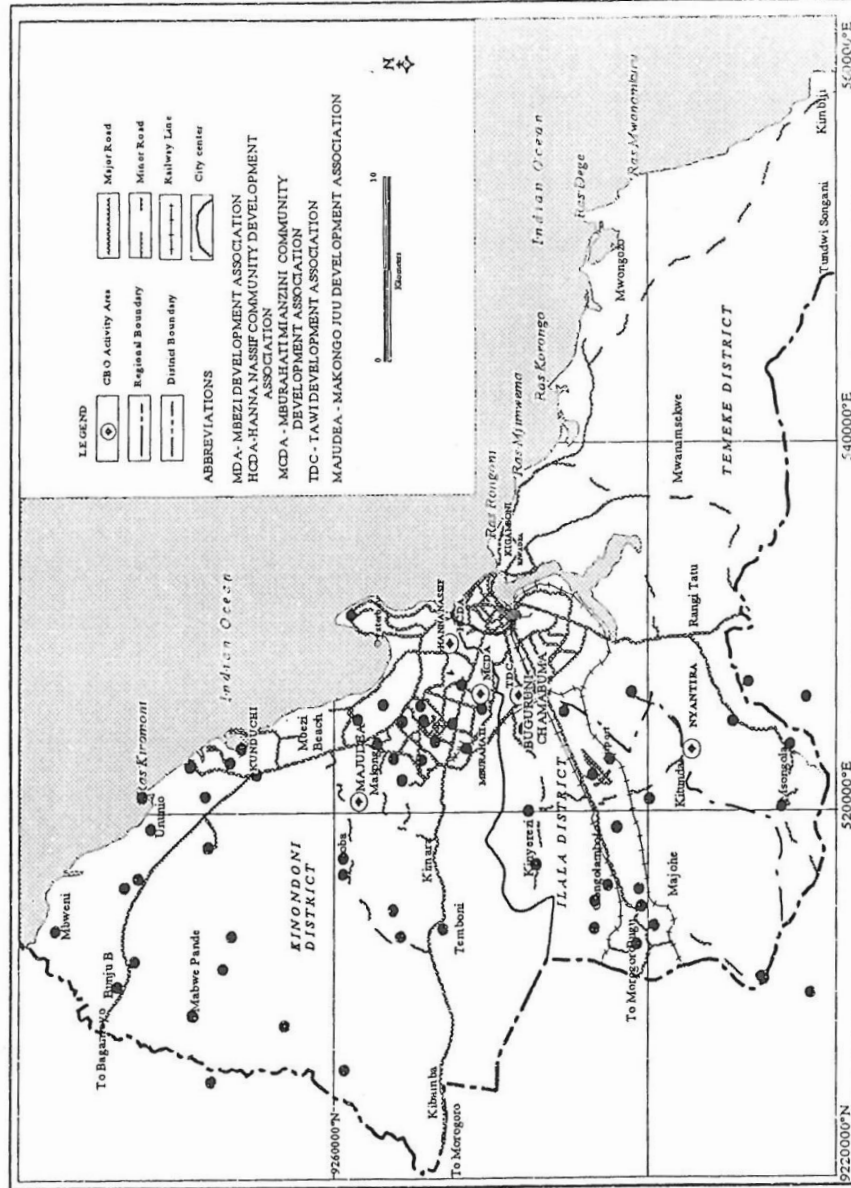 LEGEND
CBO Activity Area
Regional Boundary
District Boundary
Major Road
Minor Road
Railway Line
City center
ABBREVIATIONS
MDA- MBEZI DEVELOPMENT ASSOCIATION
HCDA-HANNA NASSIF COMMUNITY DEVELOPMENT
ASSOCIATION
MCDA - MBURAHATI MIANZINI COMMUNITY
DEVELOPMENT ASSOCIATION
TDC - TAWI DEVELOPMENT ASSOCIATION
MAJUDEA - MAKONGO JUU DEVELOPMENT ASSOCIATION
N
0
10
Kilometers
Mbweni
To Bagamoyo
Bunju B
Ununio
Ras Kiromoni
Indian Ocean
Mabwe Pande
KUNDUCHI
Mbezi
Beach
KINONDONI
DISTRICT
9260000°N
MAJUDEA
Makongo
Kibumba
To Morogoro
Temboni
Kimara
HANNA NASSIF
HCDA
MCDA
MBURAHATI
TDC
BUGURUNI
CHAMABUMA
Ras Rongoni
KIGAMBONI
Ras Mjimwema
Ras Korongo
Indian Ocean
Ras Dege
Ras Mwanamburu
Mwongozo
Kinyerezi
ILALA DISTRICT
Gongolamboto
To Morogoro
Pugu
Majohe
Kitunda
NYANTIRA
Rangi Tatu
Mwanamsekwe
TEMEKE DISTRICT
Tundwi Songani
Kimbiji
Msongola
9220000°N
520000°E
540000°E
560000°E